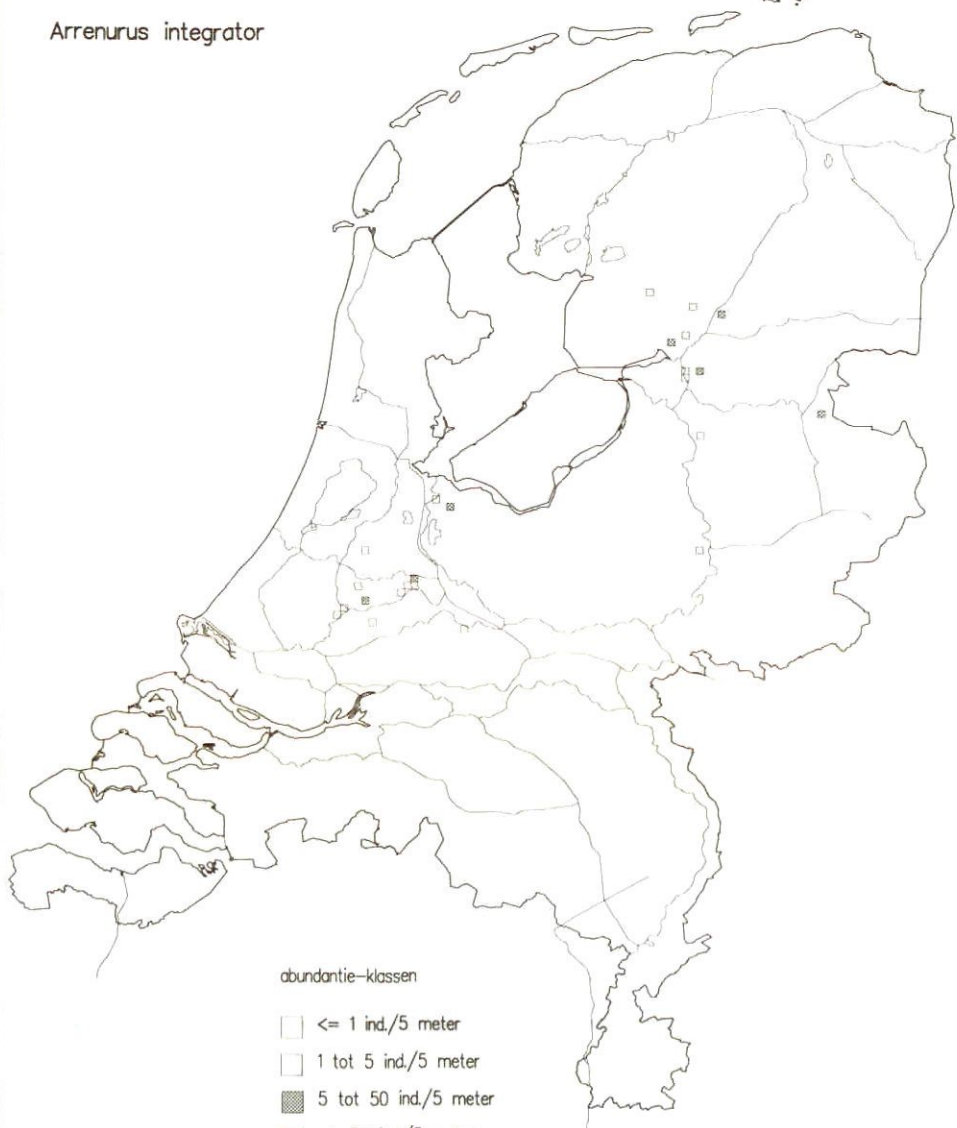 Arrenurus integrator
abundantie-klassen
<= 1 ind./5 meter
1 tot 5 ind./5 meter
5 tot 50 ind./5 meter